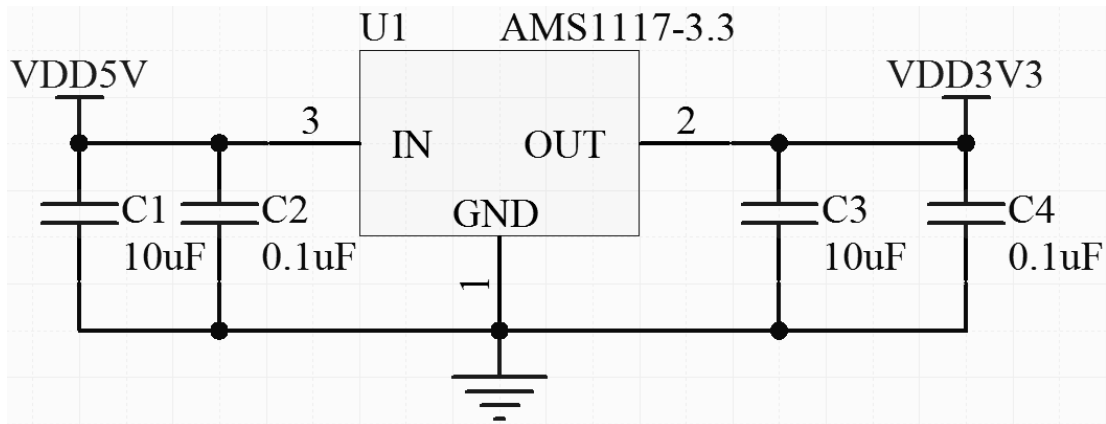 U1 AMS1117-3.3
VDD5V
VDD3V3
3
2
IN OUT
C1
C2
GND
C3
C4
10uF
0.1uF
10uF
0.1uF
1